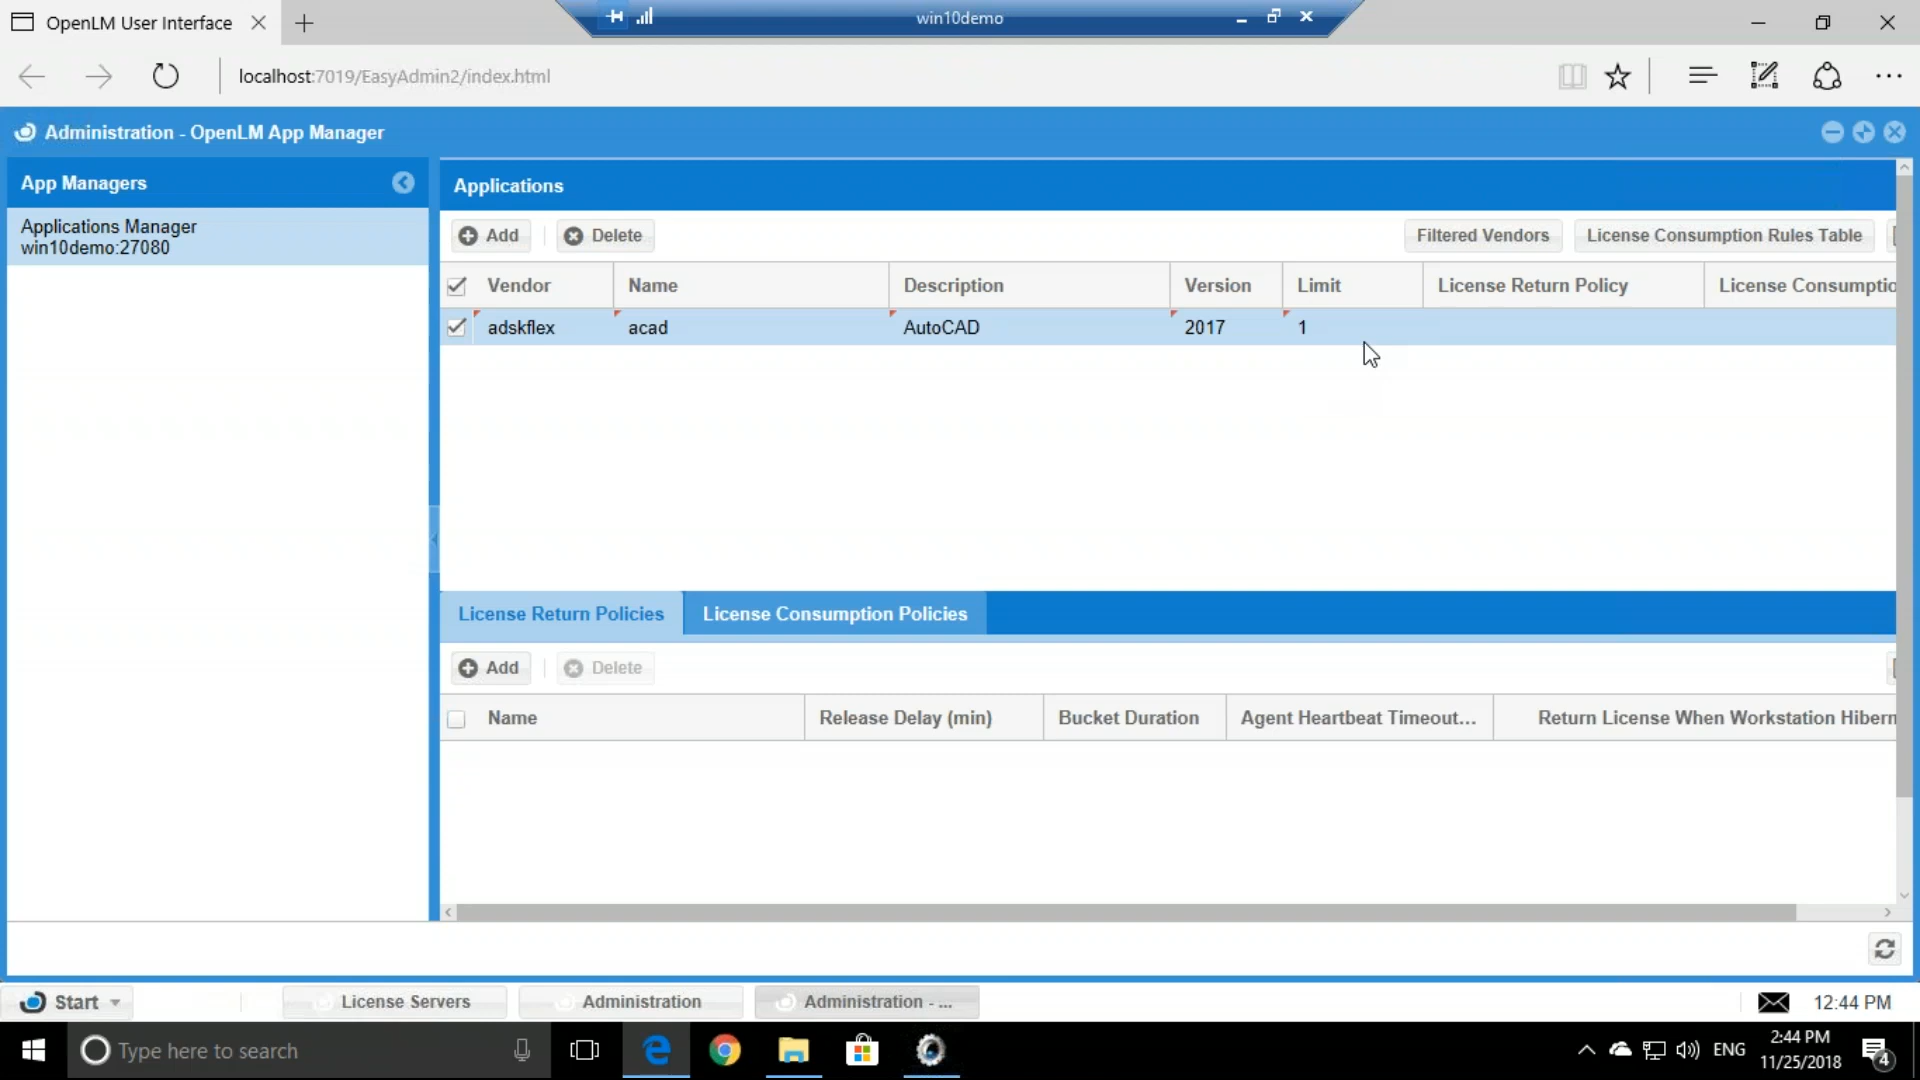 OpenLM User Interface
win10demo
localhost:7019/EasyAdmin2/index.html
Administration - OpenLM App Manager
App Managers
Applications Manager
win10demo:27080
Applications
Add
Delete
Filtered Vendors
License Consumption Rules Table
Vendor Name Description Version Limit License Return Policy License Consumptio
adskflex acad AutoCAD 2017 1
License Return Policies License Consumption Policies
Add
Delete
Name Release Delay (min) Bucket Duration Agent Heartbeat Timeout... Return License When Workstation Hibern
Start License Servers Administration Administration - ... 12:44 PM
Type here to search
ENG
2:44 PM
11/25/2018
4